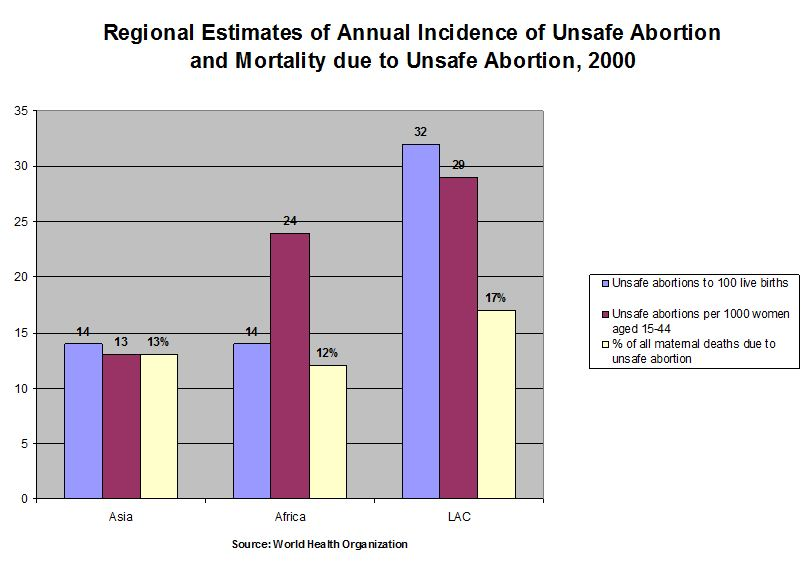 Regional Estimates of Annual Incidence of Unsafe Abortion
and Mortality due to Unsafe Abortion, 2000
35
30
25
20
15
10
5
0
14
13
13%
14
24
12%
32
29
17%
Asia
Africa
LAC
Unsafe abortions to 100 live births
Unsafe abortions per 1000 women
aged 15-44
% of all maternal deaths due to
unsafe abortion
Source: World Health Organization